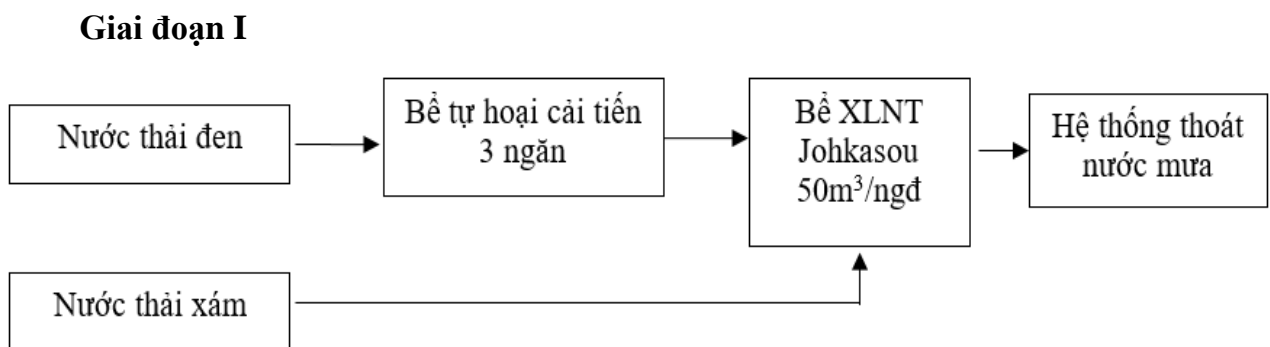 Giai đoạn I
Nước thải đen
Bể tự hoại cải tiến
3 ngăn
Bể XLNT
Johkasou
50m³/ngđ
Hệ thống thoát
nước mưa
Nước thải xám